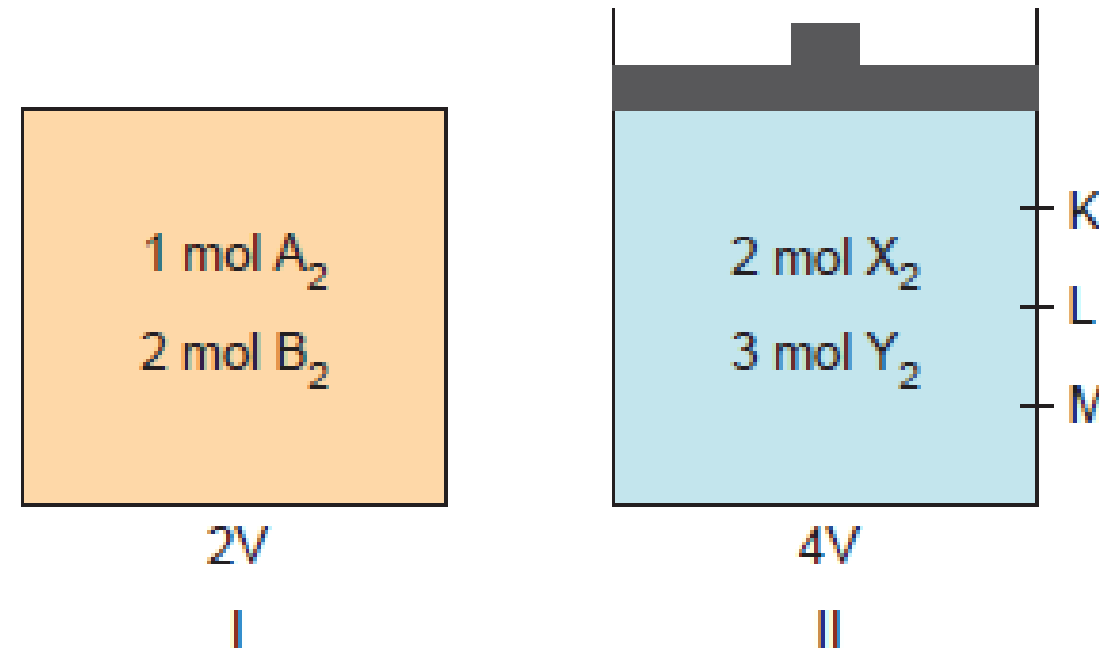 1 mol A₂
2 mol B₂
2V
I
2 mol X₂
3 mol Y₂
K
L
M
4V
II